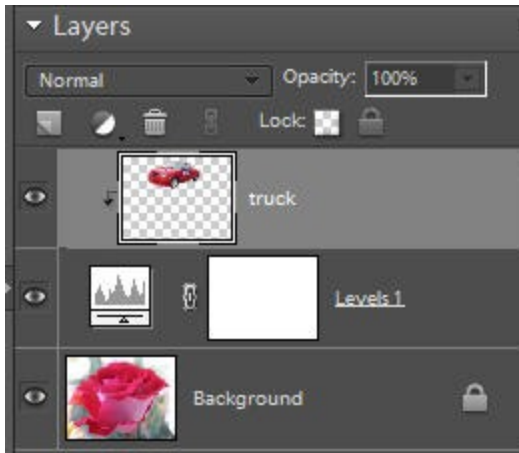 Layers
Normal Opacity: 100%
Lock:
truck
Levels 1
Background